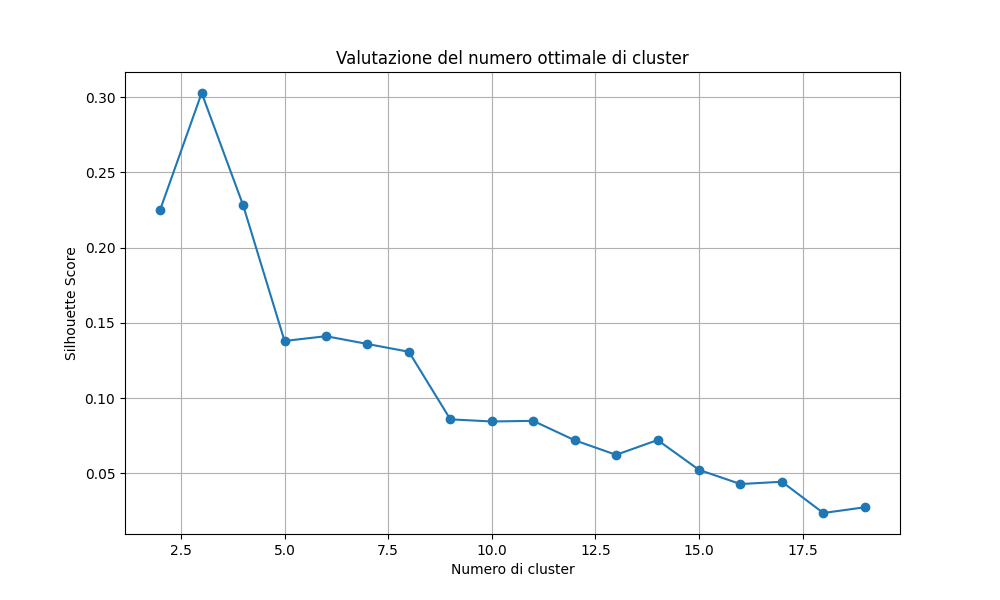 Valutazione del numero ottimale di cluster
0.30
0.25
0.20
0.15
0.10
0.05
Silhouette Score
2.5 5.0 7.5 10.0 12.5 15.0 17.5
Numero di cluster